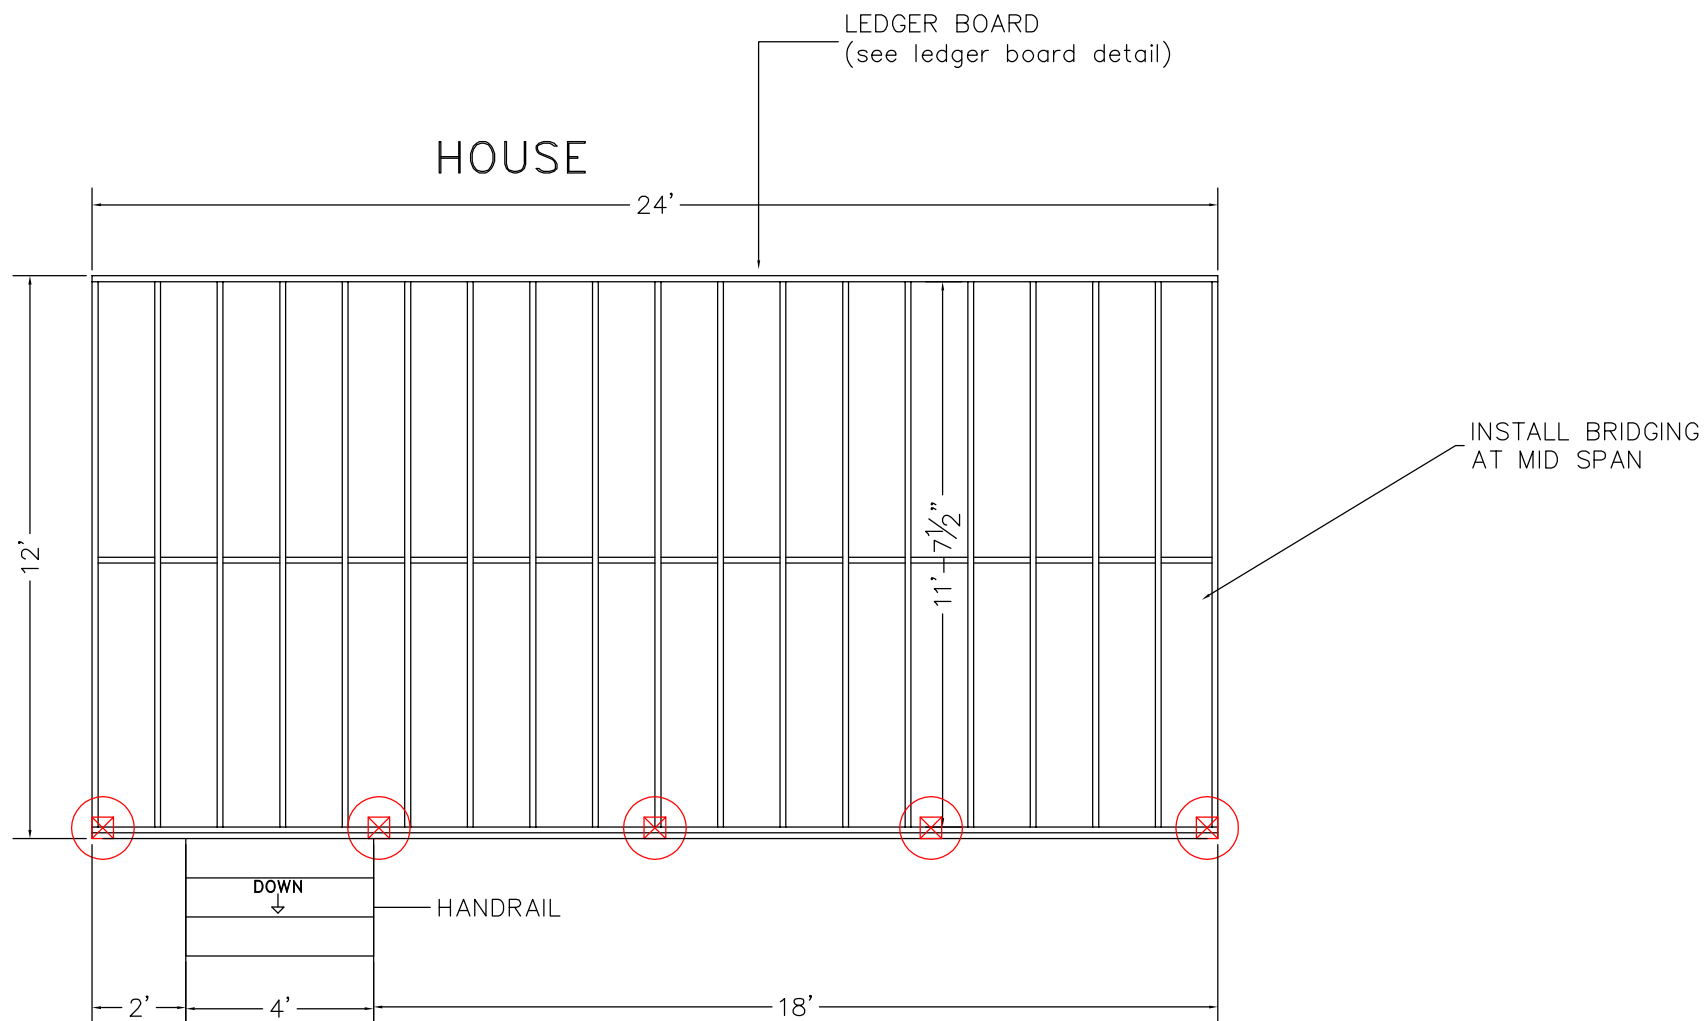 LEDGER BOARD
(see ledger board detail)
HOUSE
24'
INSTALL BRIDGING
AT MID SPAN
12'
11' 7½"
DOWN
HANDRAIL
2'
4'
18'